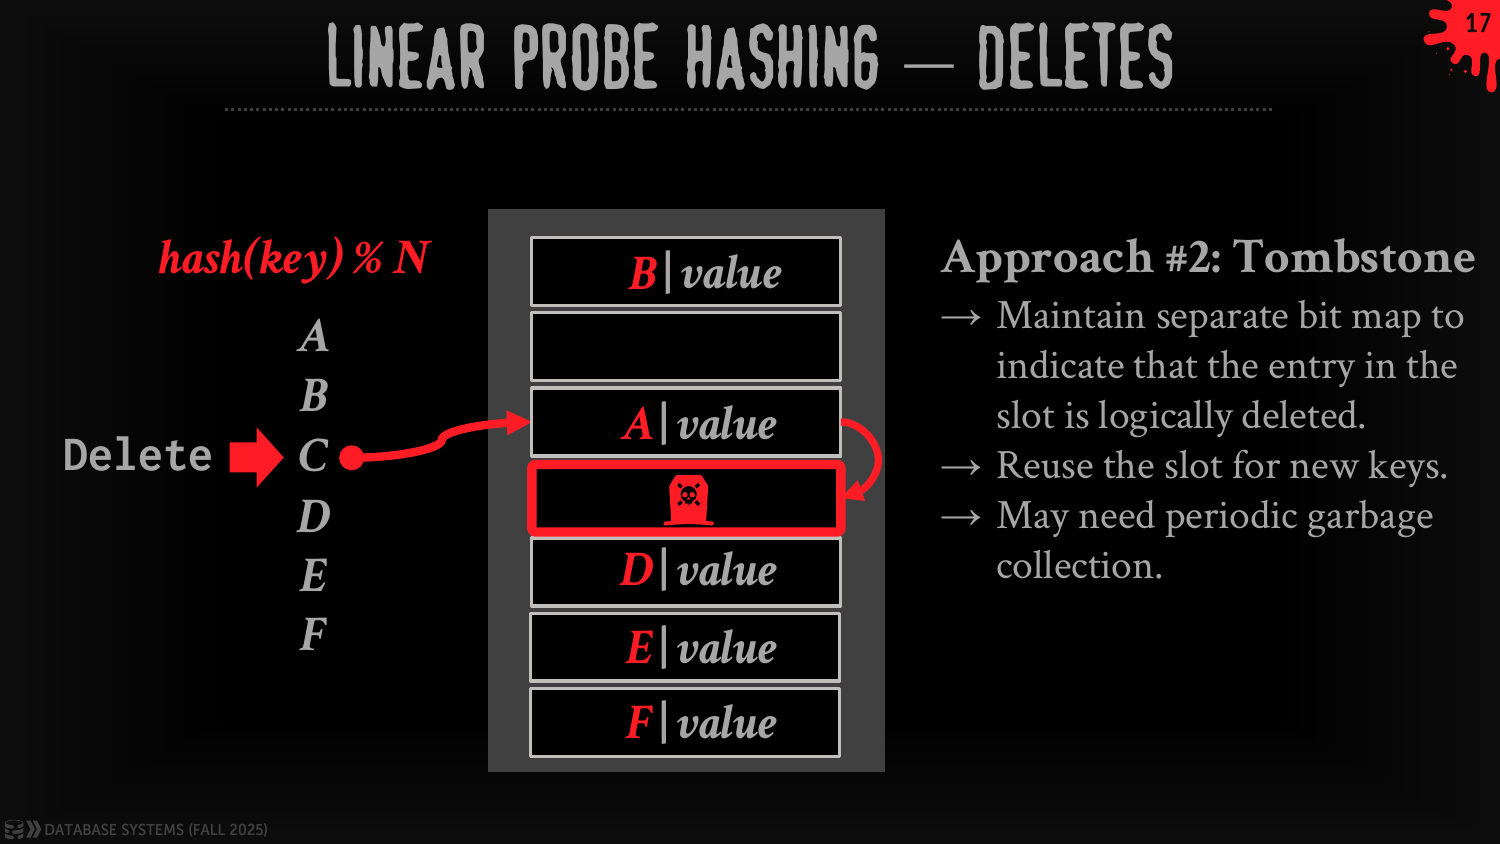 LINEAR PROBE HASHING — DELETES
17
hash(key) % N
A
B
Delete C
D
E
F
B|value
A|value
D|value
E|value
F|value
Approach #2: Tombstone
→ Maintain separate bit map to
indicate that the entry in the
slot is logically deleted.
→ Reuse the slot for new keys.
→ May need periodic garbage
collection.
DATABASE SYSTEMS (FALL 2025)